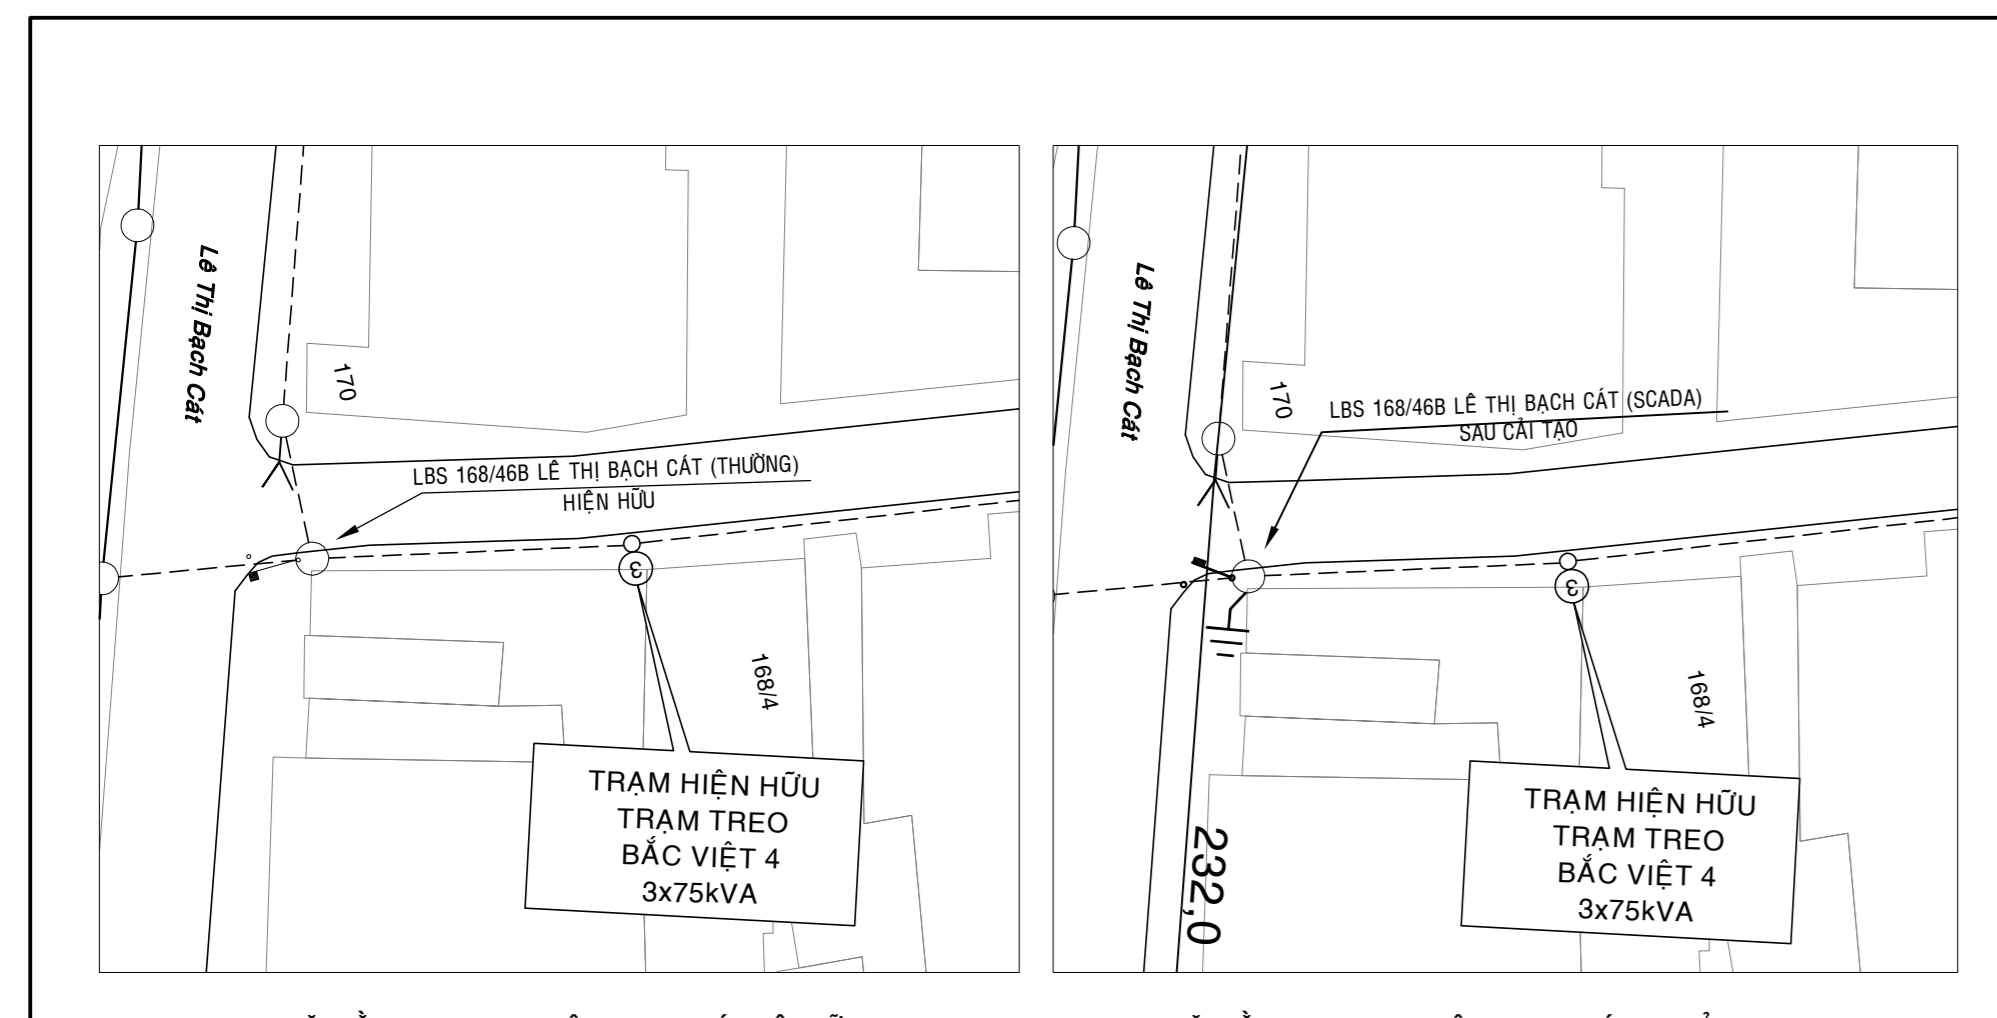 Lê Thị Bạch Cát
170
LBS 168/46B LÊ THỊ BẠCH CÁT (THƯỜNG)
HIỆN HỮU
3
168/4
TRẠM HIỆN HỮU
TRẠM TREO
BẮC VIỆT 4
3x75kVA
Lê Thị Bạch Cát
170
LBS 168/46B LÊ THỊ BẠCH CÁT (SCADA)
SAU CẢI TẠO
3
168/4
TRẠM HIỆN HỮU
TRẠM TREO
BẮC VIỆT 4
3x75kVA
232,0